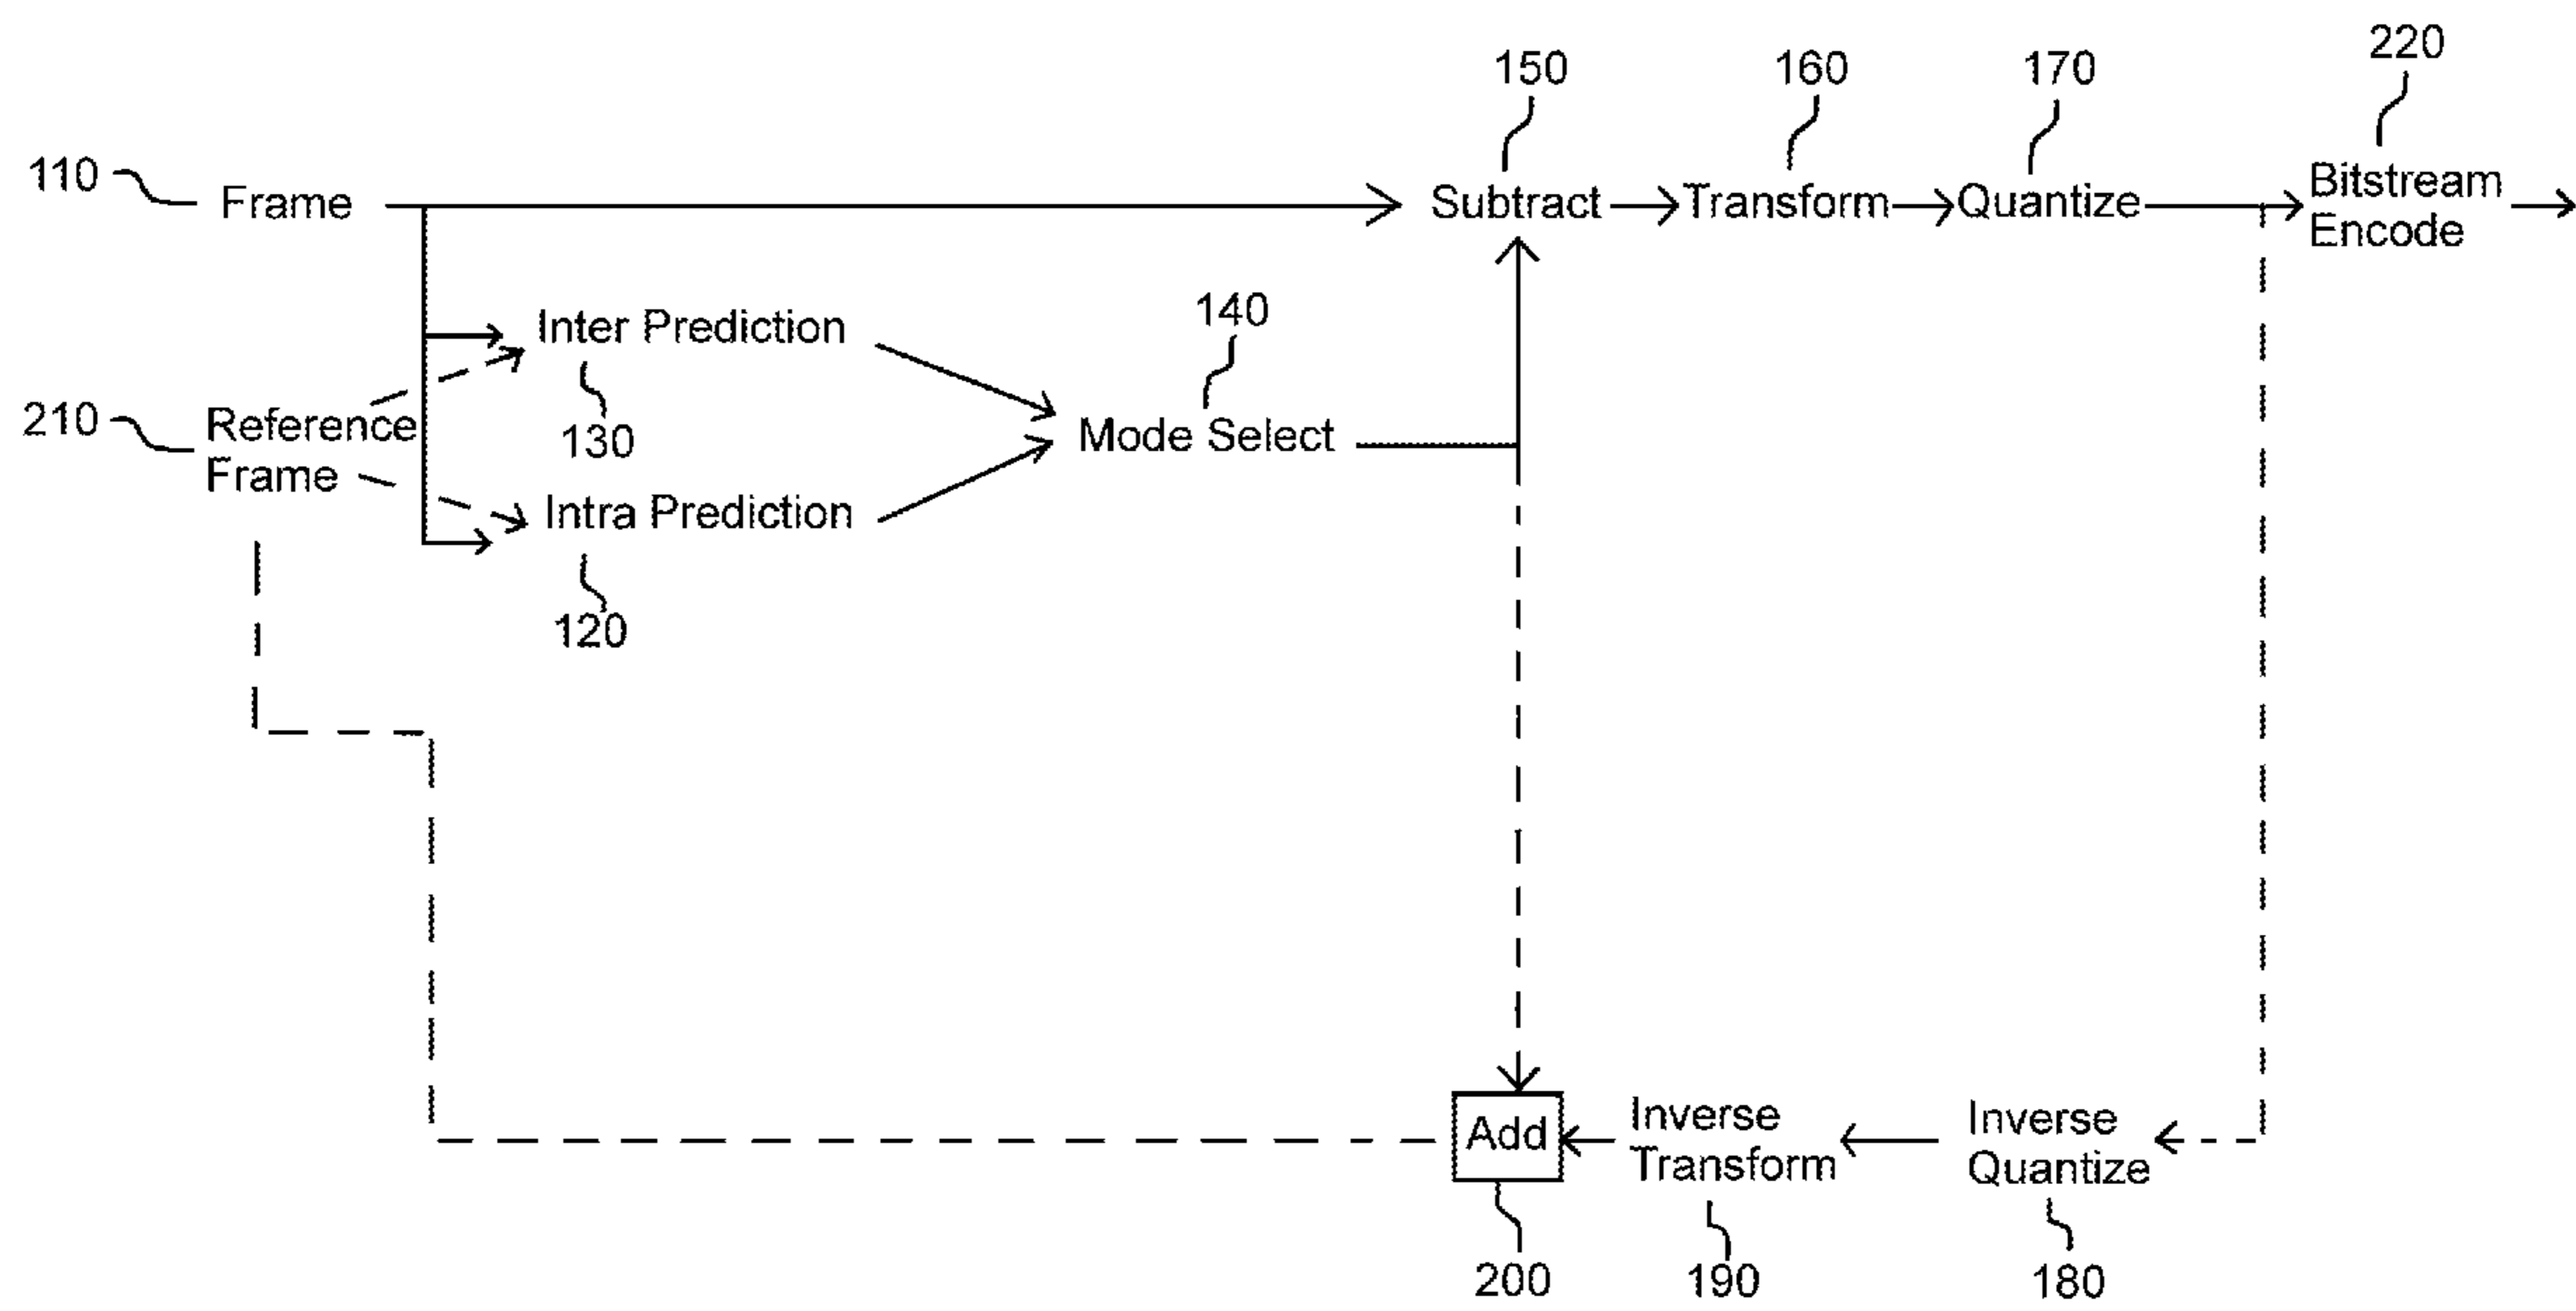 220
150
160
170
110
Frame
Subtract
Transform
Quantize
Bitstream
Encode
Inter Prediction
130
140
Mode Select
210
Reference
Frame
Intra Prediction
120
Add
200
Inverse
Transform
190
Inverse
Quantize
180